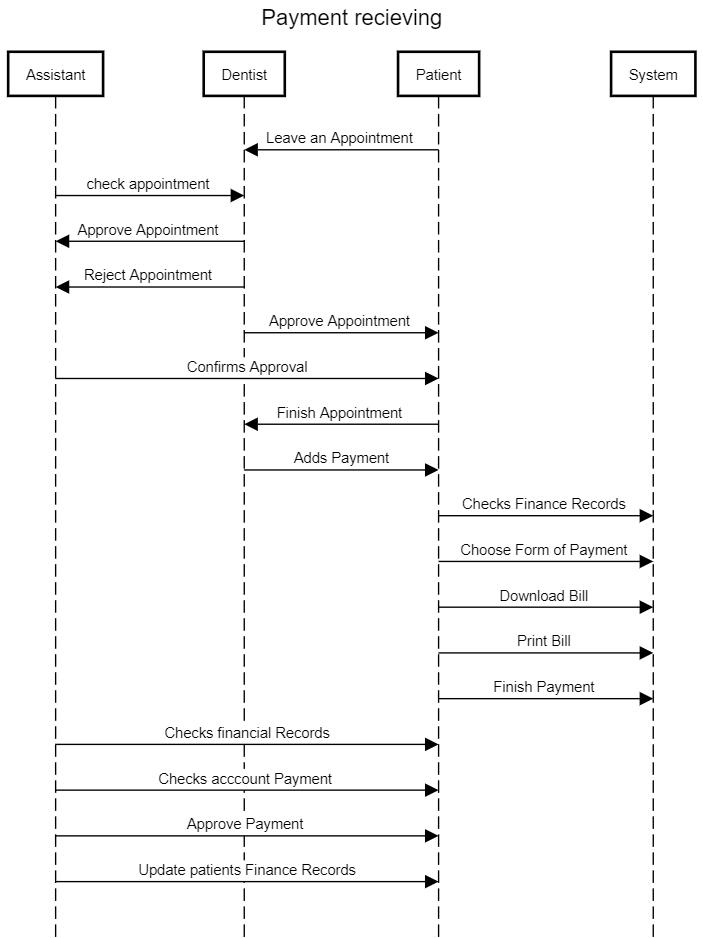 Payment recieving
Assistant
Dentist
Patient
System
Leave an Appointment
check appointment
Approve Appointment
Reject Appointment
Approve Appointment
Confirms Approval
Finish Appointment
Adds Payment
Checks Finance Records
Choose Form of Payment
Download Bill
Print Bill
Finish Payment
Checks financial Records
Checks acccount Payment
Approve Payment
Update patients Finance Records